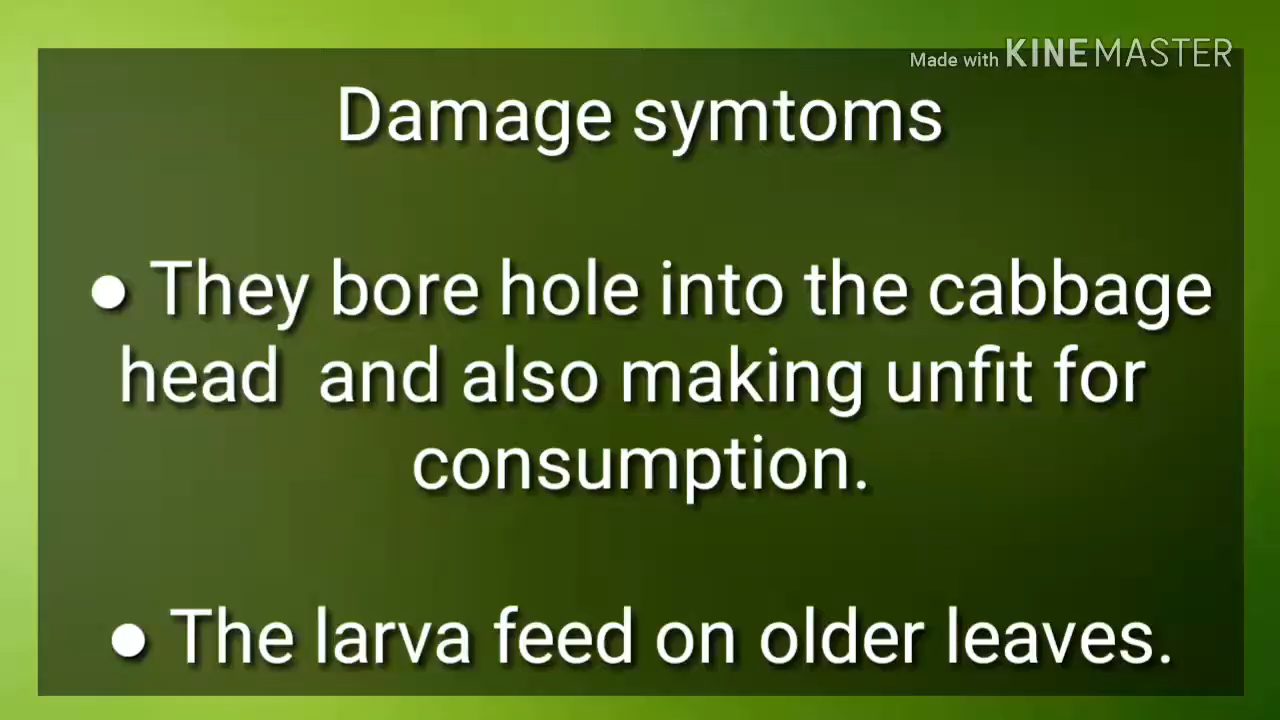 Made with KINEMASTER
Damage symtoms
● They bore hole into the cabbage
head and also making unfit for
consumption.
● The larva feed on older leaves.